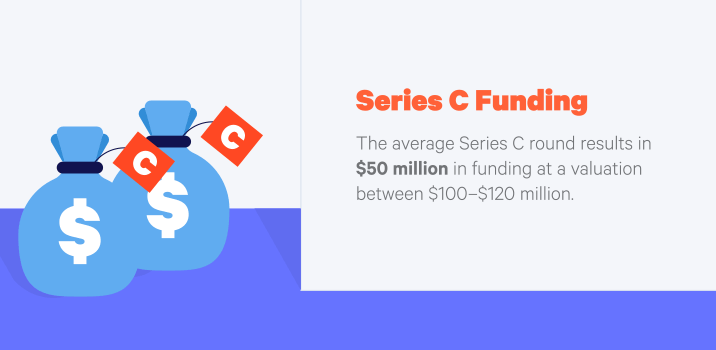 C
C
$
$
Series C Funding
The average Series C round results in
$50 million in funding at a valuation
between $100–$120 million.